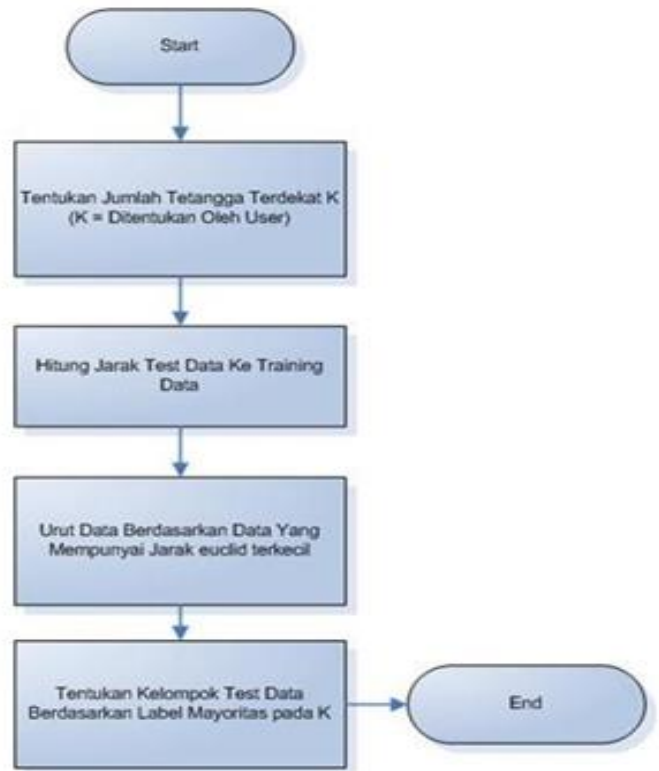 Start
Tentukan Jumlah Tetangga Terdekat K
(K = Ditentukan Oleh User)
Hitung Jarak Test Data Ke Training
Data
Urut Data Berdasarkan Data Yang
Mempunyai Jarak euclid terkecil
Tentukan Kelompok Test Data
Berdasarkan Label Mayoritas pada K
End